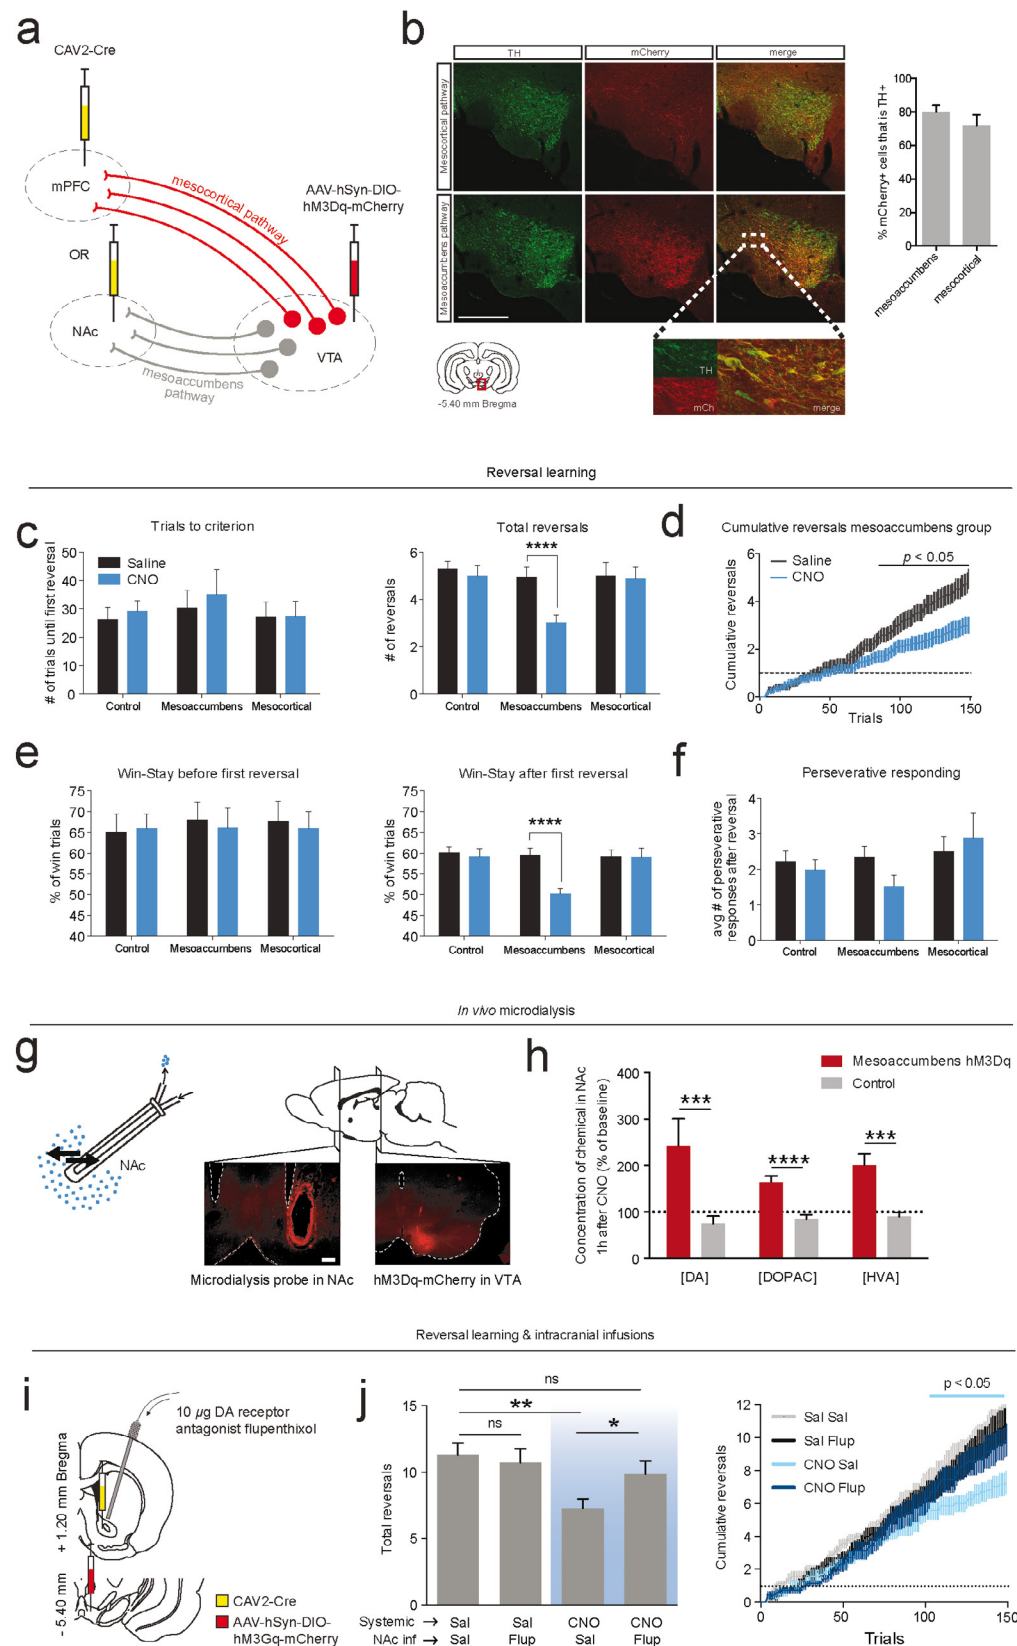 a
CAV2-Cre
mPFC
mesocortical pathway
AAV-hSyn-DIO-
hM3Dq-mCherry
OR
NAc
VTA
mesoaccumbens
pathway
b
TH
mCherry
merge
Mesocortical pathway
Mesoaccumbens pathway
TH
mCh
merge
-5.40 mm Bregma
% mCherry+ cells that is TH+
100
80
60
40
20
0
mesoaccumbens
mesocortical
Reversal learning
c
Trials to criterion
# of trials until first reversal
50
40
30
20
10
0
Saline
CNO
Control
Mesoaccumbens
Mesocortical
Total reversals
# of reversals
6
4
2
0
****
Control
Mesoaccumbens
Mesocortical
d
Cumulative reversals mesoaccumbens group
Cumulative reversals
6
4
2
0
Saline
CNO
p < 0.05
0
50
100
150
Trials
e
Win-Stay before first reversal
% of win trials
75
70
65
60
55
50
45
40
Control
Mesoaccumbens
Mesocortical
Win-Stay after first reversal
% of win trials
75
70
65
60
55
50
45
40
****
Control
Mesoaccumbens
Mesocortical
f
Perseverative responding
avg # of perseverative
responses after reversal
4
3
2
1
0
Control
Mesoaccumbens
Mesocortical
In vivo microdialysis
g
NAc
Microdialysis probe in NAc
hM3Dq-mCherry in VTA
h
Mesoaccumbens hM3Dq
Control
Concentration of chemical in NAc
1h after CNO (% of baseline)
400
300
200
100
0
***
****
***
[DA]
[DOPAC]
[HVA]
Reversal learning & intracranial infusions
i
10 µg DA receptor
antagonist flupenthixol
+ 1.20 mm Bregma
- 5.40 mm
CAV2-Cre
AAV-hSyn-DIO-
hM3Gq-mCherry
j
Total reversals
15
10
5
0
ns
**
ns
*
Systemic → Sal Sal CNO CNO
NAc inf → Sal Flup Sal Flup
Cumulative reversals
12
10
8
6
4
2
0
Sal Sal
Sal Flup
CNO Sal
CNO Flup
p < 0.05
0
50
100
150
Trials